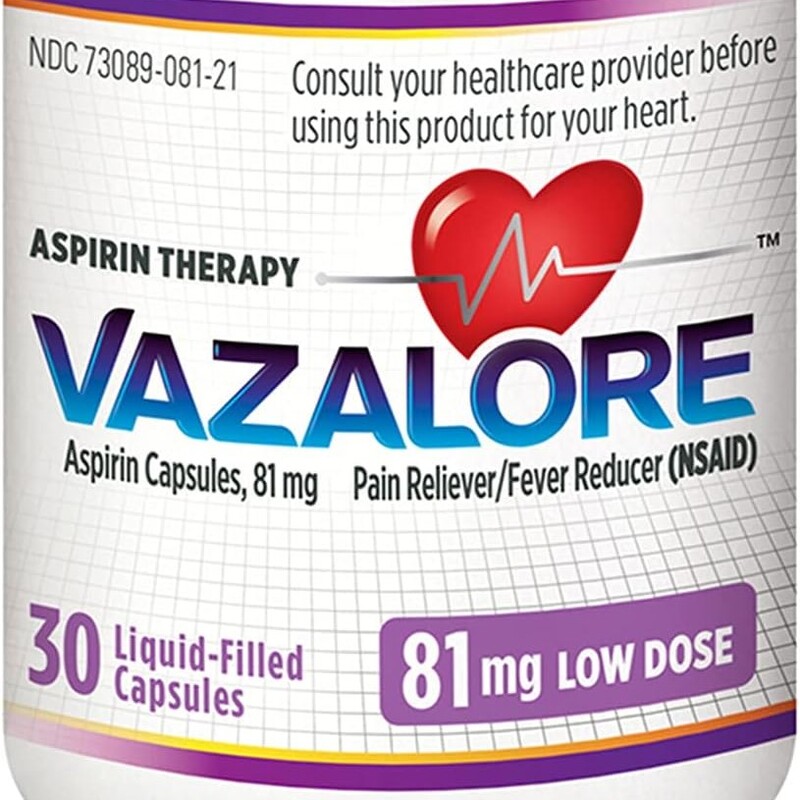 NDC 73089-081-21
Consult your healthcare provider before
using this product for your heart.
ASPIRIN THERAPY
™
VAZALORE
Aspirin Capsules, 81 mg Pain Reliever/Fever Reducer (NSAID)
30 Liquid-Filled
Capsules
81 mg LOW DOSE